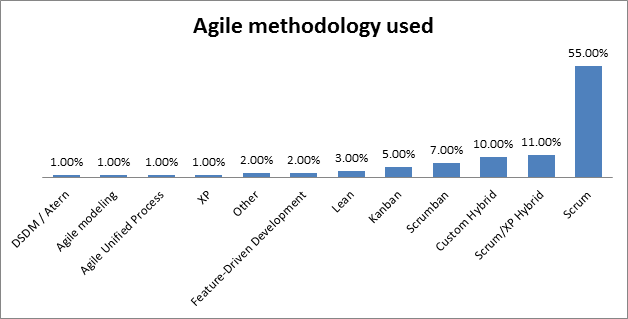 Agile methodology used
55.00%
11.00%
10.00%
7.00%
5.00%
3.00%
2.00%
2.00%
1.00%
1.00%
1.00%
1.00%
DSDM / Atern
Agile modeling
Agile Unified Process
XP
Other
Feature-Driven Development
Lean
Kanban
Scrumban
Custom Hybrid
Scrum/XP Hybrid
Scrum